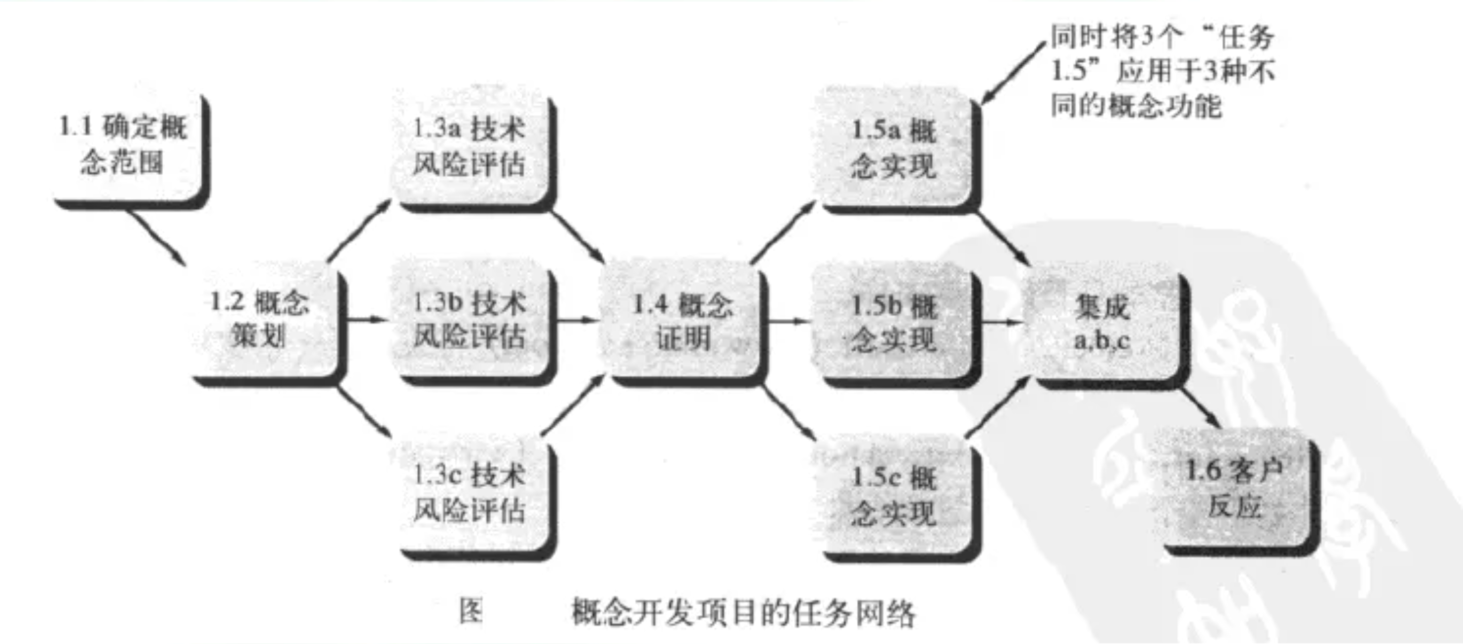 同时将3个“任务
1.5”应用于3种不
同的概念功能
1.1 确定概
念范围
1.3a 技术
风险评估
1.5a 概
念实现
1.2 概念
策划
1.3b 技术
风险评估
1.4 概念
证明
1.5b 概
念实现
集成
a,b,c
1.3c 技术
风险评估
1.5c 概
念实现
1.6 客户
反应
图 概念开发项目的任务网络